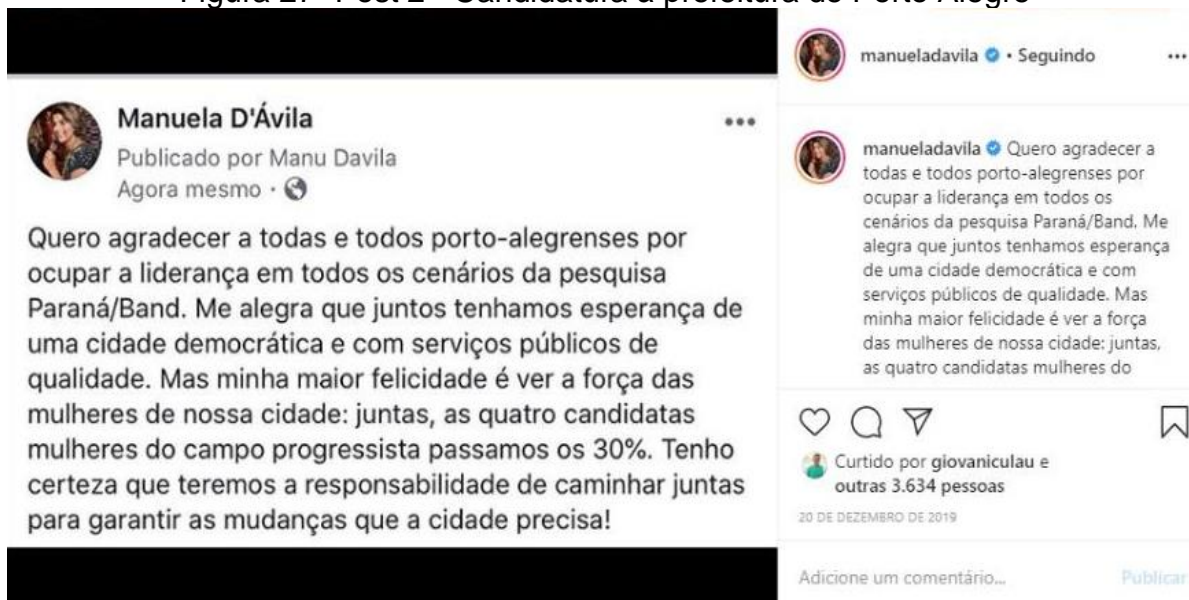 Manuela D'Ávila
Publicado por Manu Davila
Agora mesmo ·
Quero agradecer a todas e todos porto-alegrenses por
ocupar a liderança em todos os cenários da pesquisa
Paraná/Band. Me alegra que juntos tenhamos esperança de
uma cidade democrática e com serviços públicos de
qualidade. Mas minha maior felicidade é ver a força das
mulheres de nossa cidade: juntas, as quatro candidatas
mulheres do campo progressista passamos os 30%. Tenho
certeza que teremos a responsabilidade de caminhar juntas
para garantir as mudanças que a cidade precisa!
manueladavila • Seguindo
manueladavila Quero agradecer a
todas e todos porto-alegrenses por
ocupar a liderança em todos os
cenários da pesquisa Paraná/Band. Me
alegra que juntos tenhamos esperança
de uma cidade democrática e com
serviços públicos de qualidade. Mas
minha maior felicidade é ver a força
das mulheres de nossa cidade: juntas,
as quatro candidatas mulheres do
Curtido por giovaniculau e
outras 3.634 pessoas
20 DE DEZEMBRO DE 2019
Adicione um comentário...
Publicar